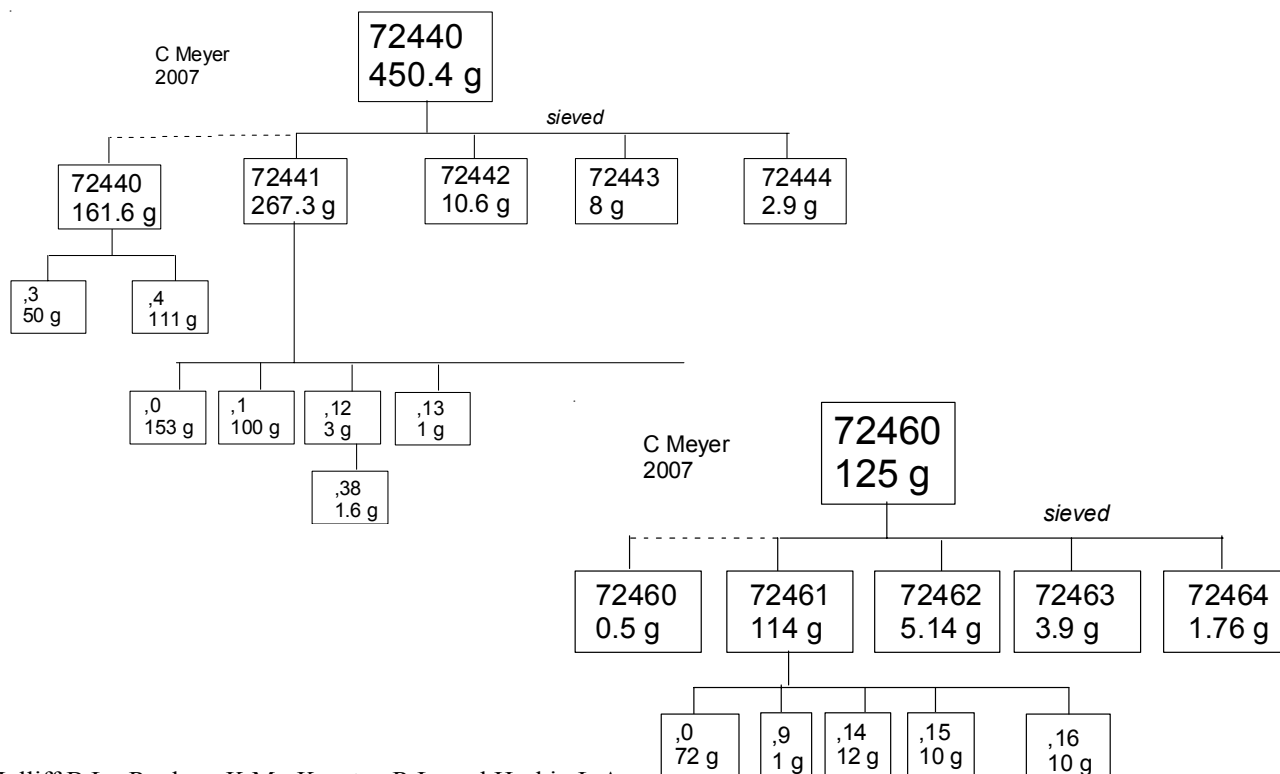 C Meyer
2007
72440
450.4 g
sieved
72440
161.6 g
72441
267.3 g
72442
10.6 g
72443
8 g
72444
2.9 g
,3
50 g
,4
111 g
,0
153 g
,1
100 g
,12
3 g
,13
1 g
,38
1.6 g
C Meyer
2007
72460
125 g
sieved
72460
0.5 g
72461
114 g
72462
5.14 g
72463
3.9 g
72464
1.76 g
,0
72 g
,9
1 g
,14
12 g
,15
10 g
,16
10 g